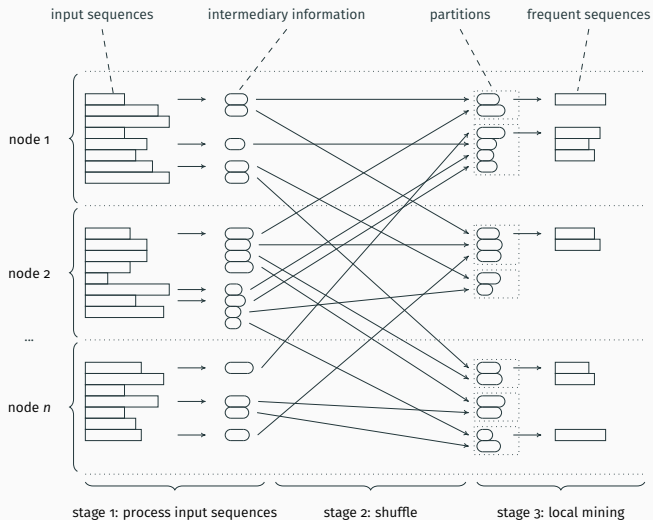 input sequences intermediary information partitions frequent sequences
node 1
node 2
...
node n
stage 1: process input sequences stage 2: shuffle stage 3: local mining